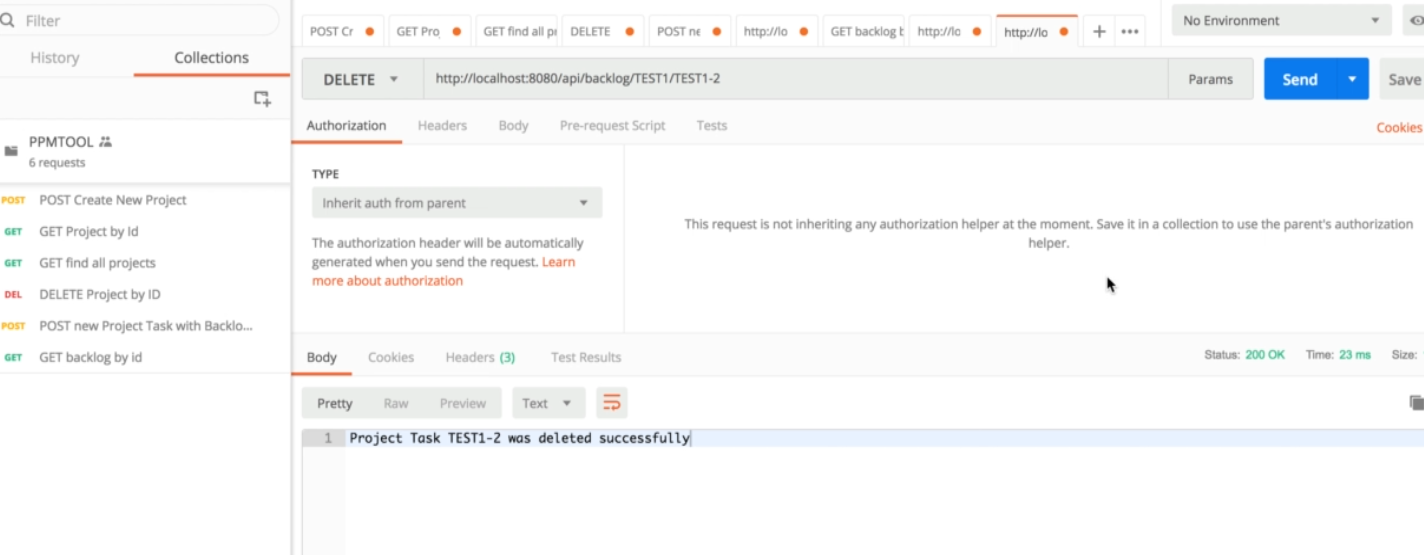 Filter
History
Collections
PPMTOOL
6 requests
POST POST Create New Project
GET GET Project by Id
GET GET find all projects
DEL DELETE Project by ID
POST POST new Project Task with Backlo...
GET GET backlog by id
POST Cr
GET Pro
GET find all pr
DELETE
POST ne
http://lo
GET backlog b
http://lo
http://lo
No Environment
DELETE
http://localhost:8080/api/backlog/TEST1/TEST1-2
Params
Send
Save
Authorization
Headers
Body
Pre-request Script
Tests
Cookies
TYPE
Inherit auth from parent
The authorization header will be automatically
generated when you send the request. Learn
more about authorization
This request is not inheriting any authorization helper at the moment. Save it in a collection to use the parent's authorization
helper.
Body
Cookies
Headers (3)
Test Results
Status: 200 OK
Time: 23 ms
Size:
Pretty
Raw
Preview
Text
1 Project Task TEST1-2 was deleted successfully